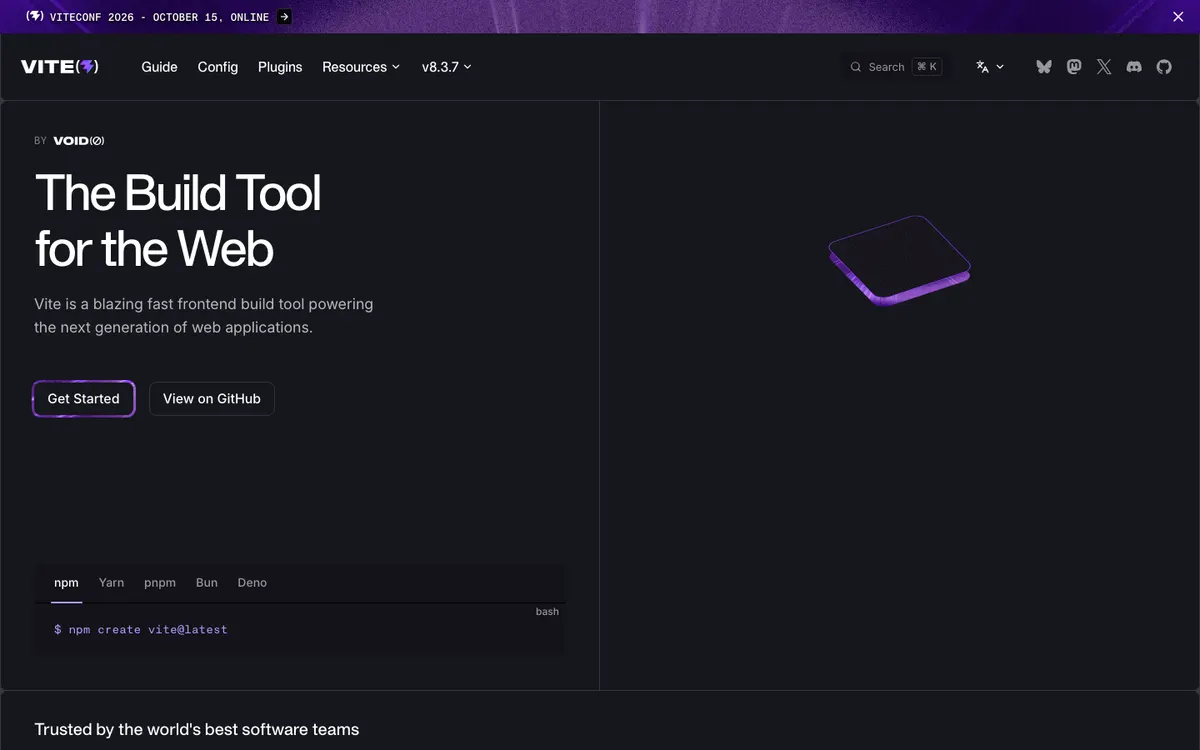 VITECONF 2026 - OCTOBER 15, ONLINE
VITE
Guide
Config
Plugins
Resources
v8.3.7
Search
⌘ K
BY VOID(0)
The Build Tool
for the Web
Vite is a blazing fast frontend build tool powering
the next generation of web applications.
Get Started
View on GitHub
npm
Yarn
pnpm
Bun
Deno
bash
$ npm create vite@latest
Trusted by the world's best software teams